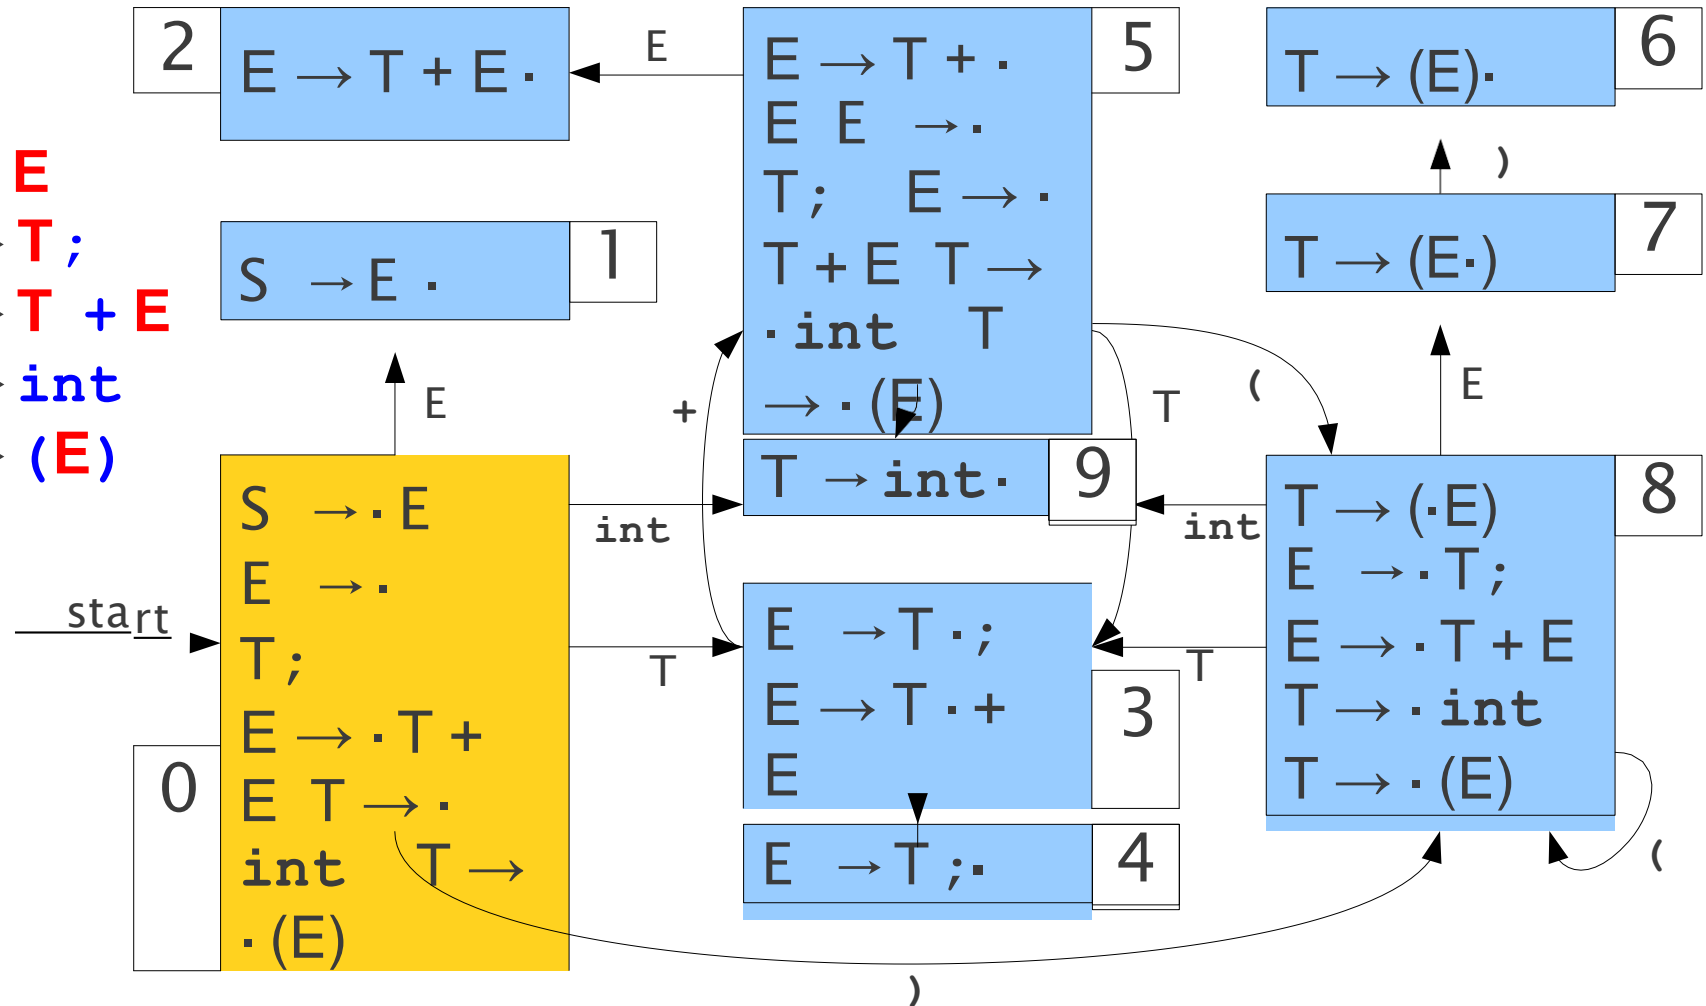 E
T ;
T + E
int
(E)
start
0
S → · E
E → ·
T ;
E → · T +
E T → ·
int T →
· (E)
E
int
T
)
1
S → E ·
2
E → T + E ·
E
5
E → T + ·
E E → ·
T ; E → ·
T + E T →
· int T
→ · (E)
+
T
(
9
T → int ·
int
3
E → T · ;
E → T · +
E
T
4
E → T ; ·
6
T → (E) ·
)
7
T → (E · )
E
8
T → ( · E)
E → · T ;
E → · T + E
T → · int
T → · (E)
(